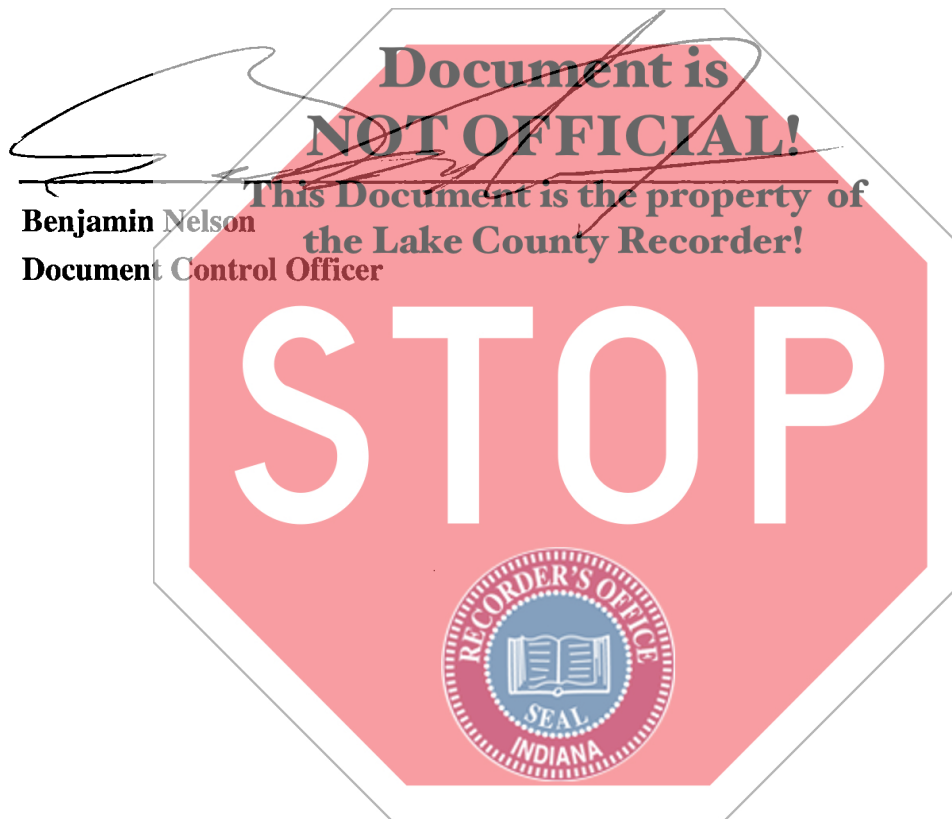 Document is
NOT OFFICIAL!
This Document is the property of
the Lake County Recorder!
Benjamin Nelson
Document Control Officer
STOP
RECORDER'S OFFICE
SEAL
INDIANA